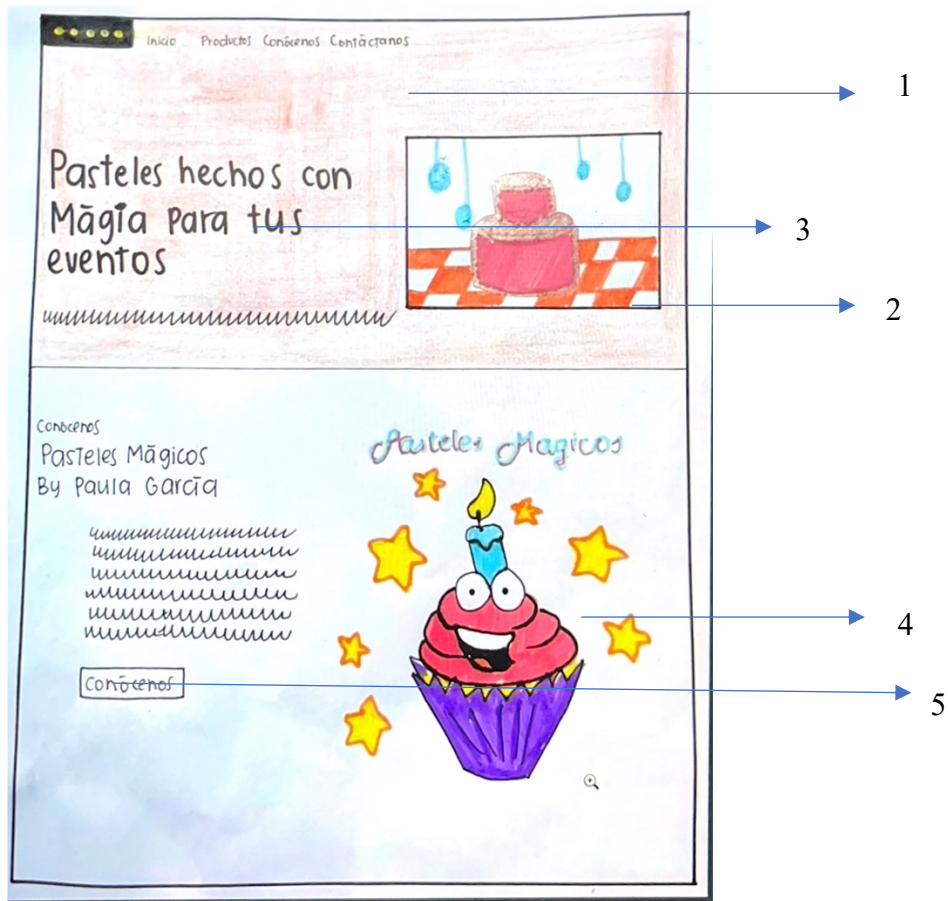 Inicio Productos Conócenos Contáctanos
1
Pasteles hechos con
Mágia para tus
eventos
3
2
Conócenos
Pasteles Mágicos
By Paula García
Pasteles Magicos
4
Conócenos
5